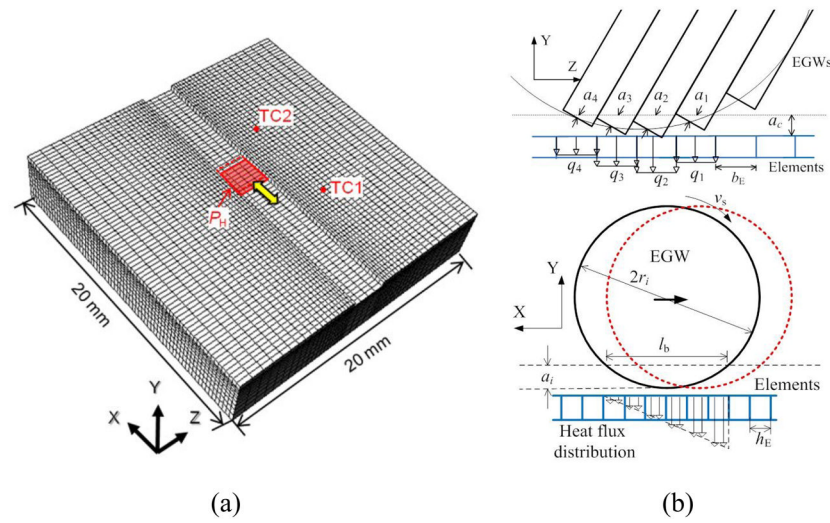 TC2
TC1
P_H
20 mm
20 mm
Y
X
Z
(a)
Y
Z
EGWs
a_4
a_3
a_2
a_1
a_c
q_4
q_3
q_2
q_1
b_E
Elements
v_s
EGW
Y
X
2r_i
l_b
a_i
Elements
Heat flux
distribution
h_E
(b)